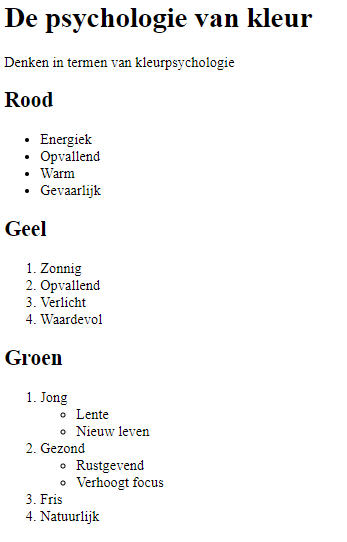 De psychologie van kleur
Denken in termen van kleurpsychologie
Rood
• Energiek
• Opvallend
• Warm
• Gevaarlijk
Geel
1. Zonnig
2. Opvallend
3. Verlicht
4. Waardevol
Groen
1. Jong
◦ Lente
◦ Nieuw leven
2. Gezond
◦ Rustgevend
◦ Verhoogt focus
3. Fris
4. Natuurlijk